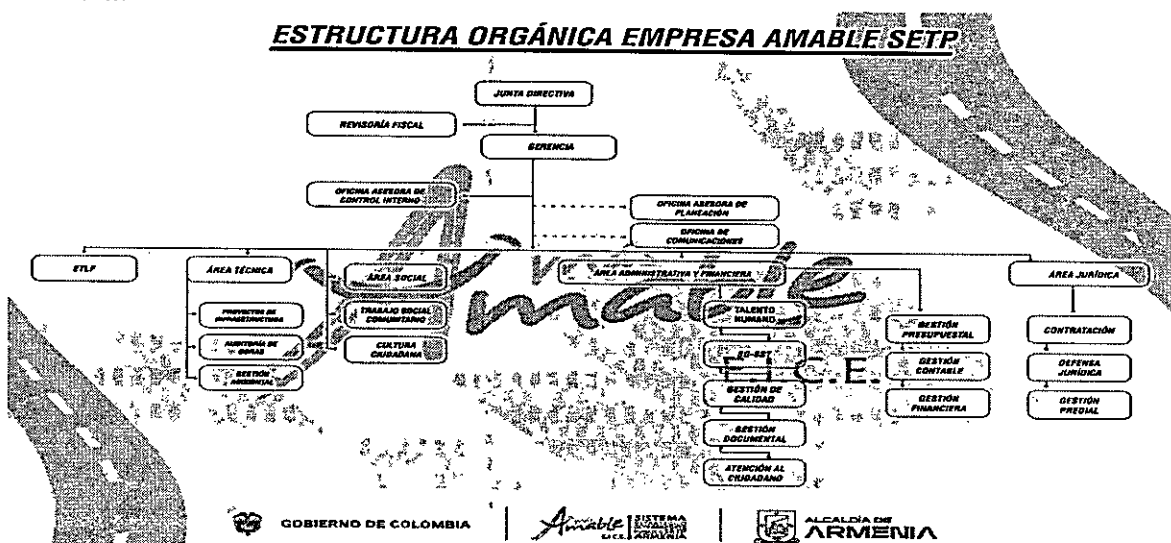 ESTRUCTURA ORGÁNICA EMPRESA AMABLE SETP
JUNTA DIRECTIVA
REVISORÍA FISCAL
GERENCIA
OFICINA ASESORA DE
CONTROL INTERNO
OFICINA ASESORA DE
PLANEACIÓN
OFICINA DE
COMUNICACIONES
ETLF
ÁREA TÉCNICA
ÁREA SOCIAL
ÁREA ADMINISTRATIVA Y FINANCIERA
ÁREA JURÍDICA
PROYECTOS DE
INFRAESTRUCTURA
AUDITORÍA DE
OBRAS
GESTIÓN
AMBIENTAL
TRABAJO SOCIAL
COMUNITARIO
CULTURA
CIUDADANA
TALENTO
HUMANO
SG-SST
GESTIÓN DE
CALIDAD
GESTIÓN
DOCUMENTAL
ATENCIÓN AL
CIUDADANO
GESTIÓN
PRESUPUESTAL
GESTIÓN
CONTABLE
GESTIÓN
FINANCIERA
CONTRATACIÓN
DEFENSA
JURÍDICA
GESTIÓN
PREDIAL
Amable
E.I.C.E.
GOBIERNO DE COLOMBIA
Amable
E.I.C.E.
SISTEMA
ARMENIA
ALCALDÍA DE
ARMENIA